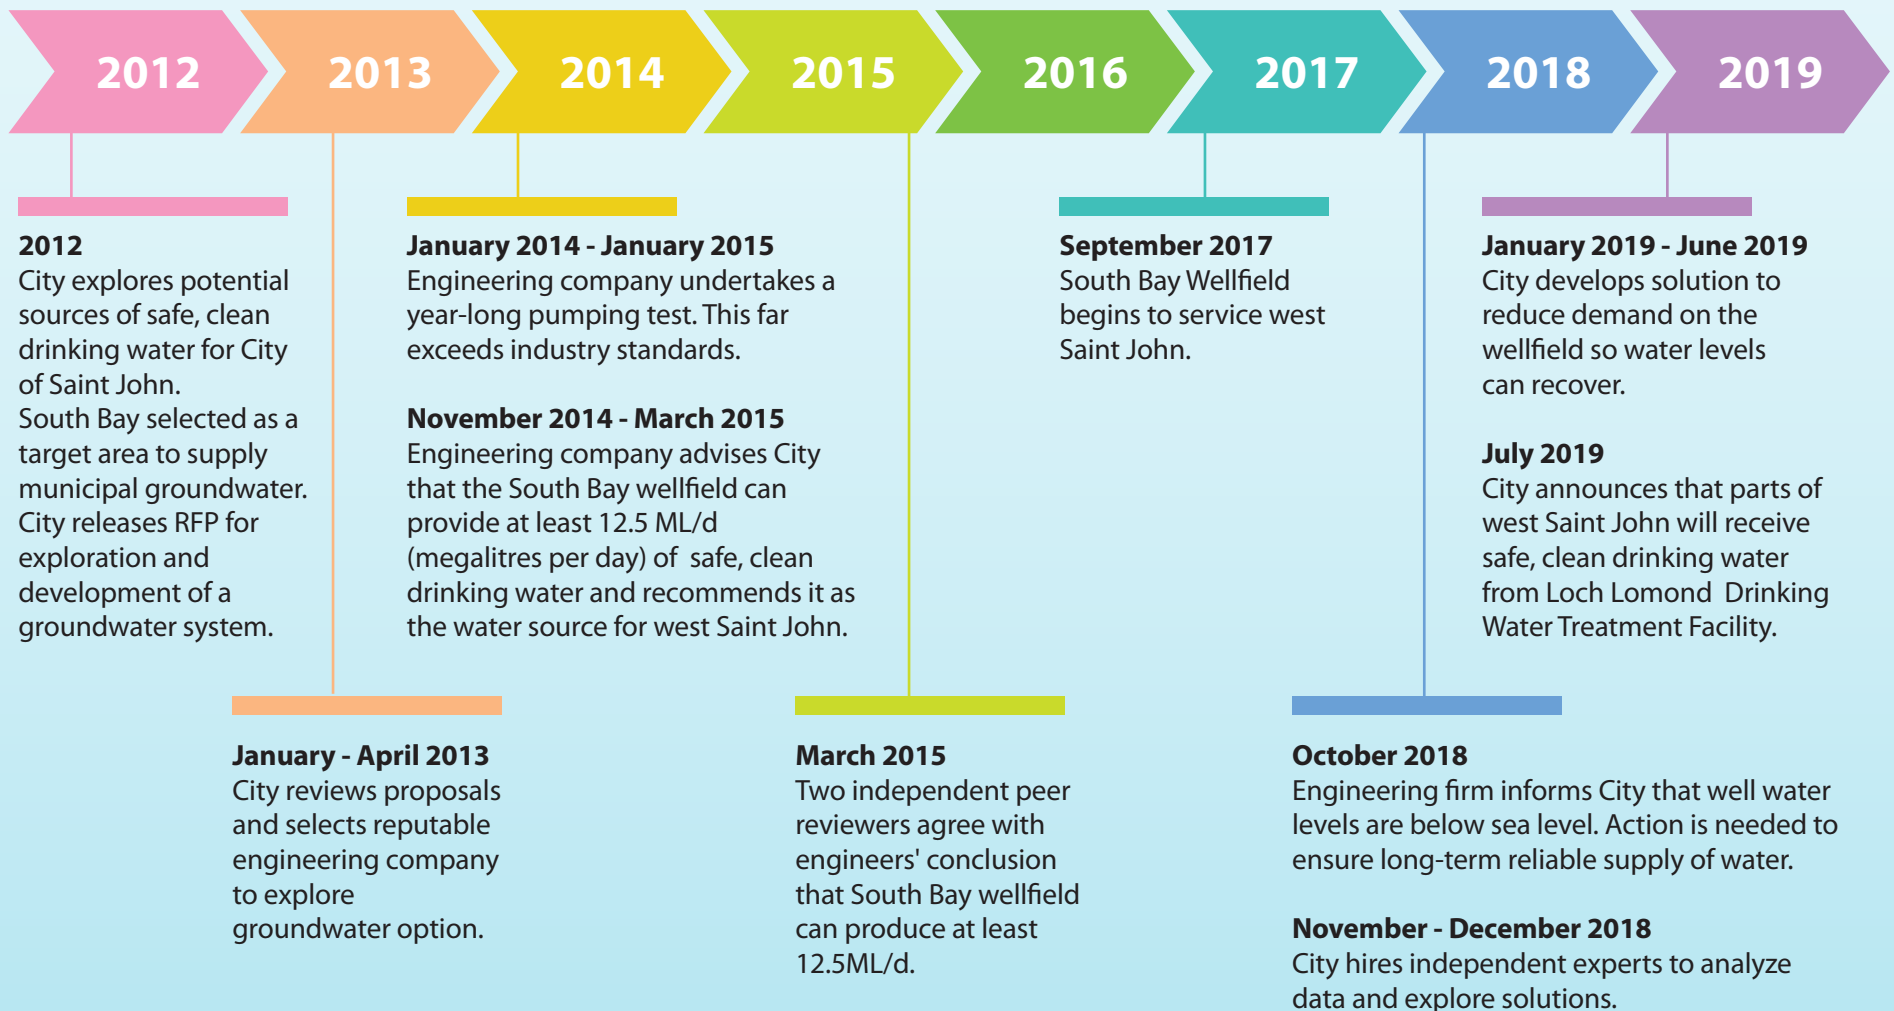 2012
2013
2014
2015
2016
2017
2018
2019
2012
City explores potential
sources of safe, clean
drinking water for City
of Saint John.
South Bay selected as a
target area to supply
municipal groundwater.
City releases RFP for
exploration and
development of a
groundwater system.
January - April 2013
City reviews proposals
and selects reputable
engineering company
to explore
groundwater option.
January 2014 - January 2015
Engineering company undertakes a
year-long pumping test. This far
exceeds industry standards.
November 2014 - March 2015
Engineering company advises City
that the South Bay wellfield can
provide at least 12.5 ML/d
(megalitres per day) of safe, clean
drinking water and recommends it as
the water source for west Saint John.
March 2015
Two independent peer
reviewers agree with
engineers' conclusion
that South Bay wellfield
can produce at least
12.5ML/d.
September 2017
South Bay Wellfield
begins to service west
Saint John.
October 2018
Engineering firm informs City that well water
levels are below sea level. Action is needed to
ensure long-term reliable supply of water.
November - December 2018
City hires independent experts to analyze
data and explore solutions.
January 2019 - June 2019
City develops solution to
reduce demand on the
wellfield so water levels
can recover.
July 2019
City announces that parts of
west Saint John will receive
safe, clean drinking water
from Loch Lomond Drinking
Water Treatment Facility.